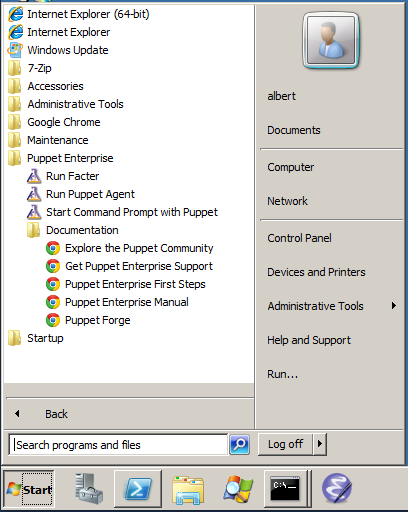 Internet Explorer (64-bit)
Internet Explorer
Windows Update
7-Zip
Accessories
Administrative Tools
Google Chrome
Maintenance
Puppet Enterprise
Run Facter
Run Puppet Agent
Start Command Prompt with Puppet
Documentation
Explore the Puppet Community
Get Puppet Enterprise Support
Puppet Enterprise First Steps
Puppet Enterprise Manual
Puppet Forge
Startup
Back
Search programs and files
albert
Documents
Computer
Network
Control Panel
Devices and Printers
Administrative Tools
Help and Support
Run...
Log off
Start
C:\.